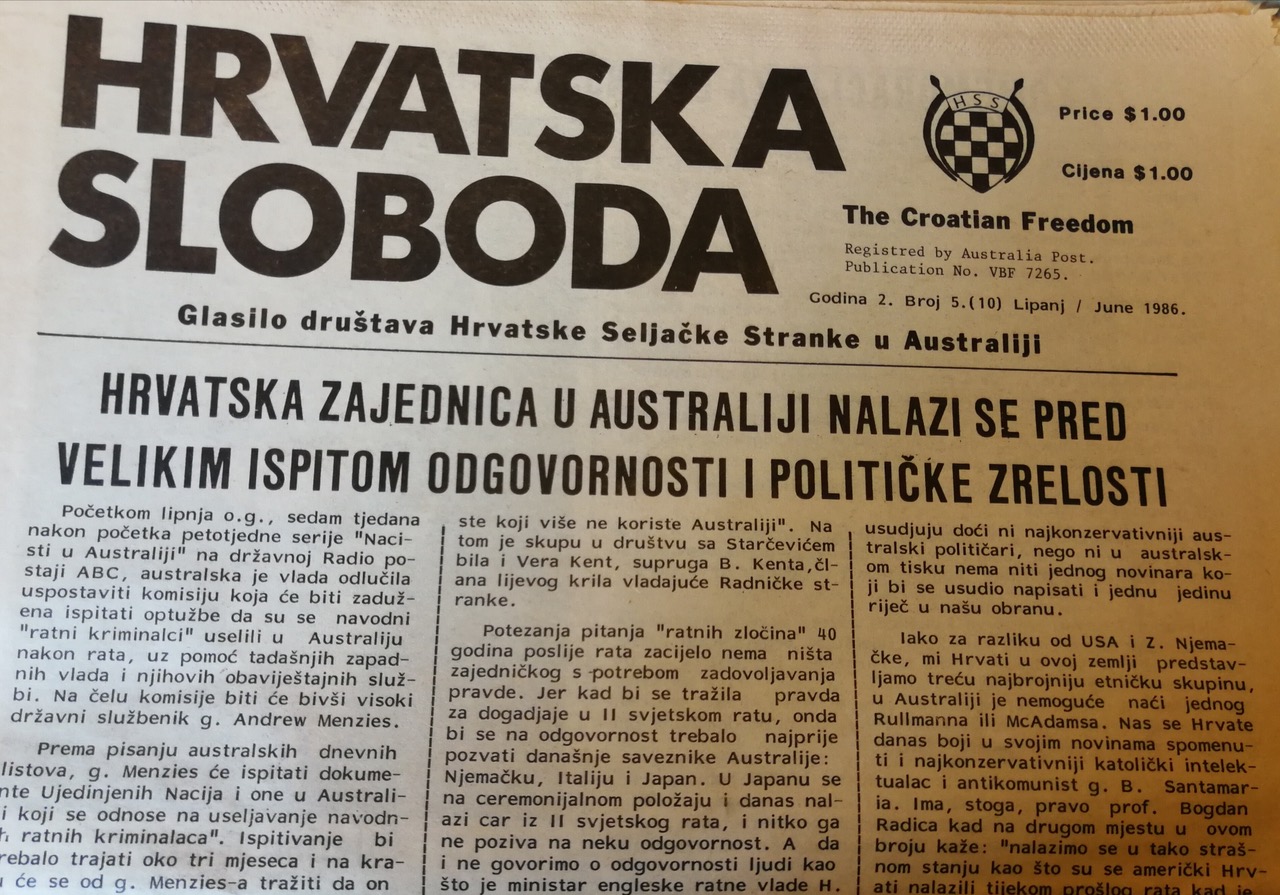 HRVATSKA
SLOBODA
HSS
Price $1.00
Cijena $1.00
The Croatian Freedom
Registred by Australia Post.
Publication No. VBF 7265.
Godina 2. Broj 5.(10) Lipanj / June 1986.
Glasilo društava Hrvatske Seljačke Stranke u Australiji
HRVATSKA ZAJEDNICA U AUSTRALIJI NALAZI SE PRED
VELIKIM ISPITOM ODGOVORNOSTI I POLITIČKE ZRELOSTI
Početkom lipnja o.g., sedam tjedana
nakon početka petotjedne serije "Naci-
sti u Australiji" na državnoj Radio po-
staji ABC, australska je vlada odlučila
uspostaviti komisiju koja će biti zaduž-
ena ispitati optužbe da su se navodni
"ratni kriminalci" uselili u Australiju
nakon rata, uz pomoć tadašnjih zapad-
nih vlada i njihovih obaviještajnih služ-
bi. Na čelu komisije biti će bivši visoki
državni službenik g. Andrew Menzies.
Prema pisanju australskih dnevnih
listova, g. Menzies će ispitati dokume-
nte Ujedinjenih Nacija i one u Australi-
i koji se odnose na useljavanje navodn-
h ratnih kriminalaca". Ispitivanje bi
rebalo trajati oko tri mjeseca i na kra-
u će se od g. Menzies-a tražiti da on
ste koji više ne koriste Australiji". Na
tom je skupu u društvu sa Starčevićem
bila i Vera Kent, supruga B. Kenta,čl-
ana lijevog krila vladajuće Radničke st-
ranke.
Potezanja pitanja "ratnih zločina" 40
godina poslije rata zacijelo nema ništa
zajedničkog s potrebom zadovoljavanja
pravde. Jer kad bi se tražila pravda
za dogadjaje u II svjetskom ratu, onda
bi se na odgovornost trebalo najprije
pozvati današnje saveznike Australije:
Njemačku, Italiju i Japan. U Japanu se
na ceremonijalnom položaju i danas nal-
azi car iz II svjetskog rata, i nitko ga
ne poziva na neku odgovornost. A da
i ne govorimo o odgovornosti ljudi kao
što je ministar engleske ratne vlade H.
usudjuju doći ni najkonzervativniji aus-
tralski političari, nego ni u australsk-
om tisku nema niti jednog novinara ko-
ji bi se usudio napisati i jednu jedinu
riječ u našu obranu.
Iako za razliku od USA i Z. Njema-
čke, mi Hrvati u ovoj zemlji predstav-
ljamo treću najbrojniju etničku skupinu,
u Australiji je nemoguće naći jednog
Rullmanna ili McAdamsa. Nas se Hrvate
danas boji u svojim novinama spomenu-
ti i najkonzervativniji katolički intelek-
tualac i antikomunist g. B. Santamar-
ia. Ima, stoga, pravo prof. Bogdan
Radica kad na drugom mjestu u ovom
broju kaže: "nalazimo se u tako straš-
nom stanju kao što su se američki Hrv-
ati nalazili tijekom prošlog rata kad je